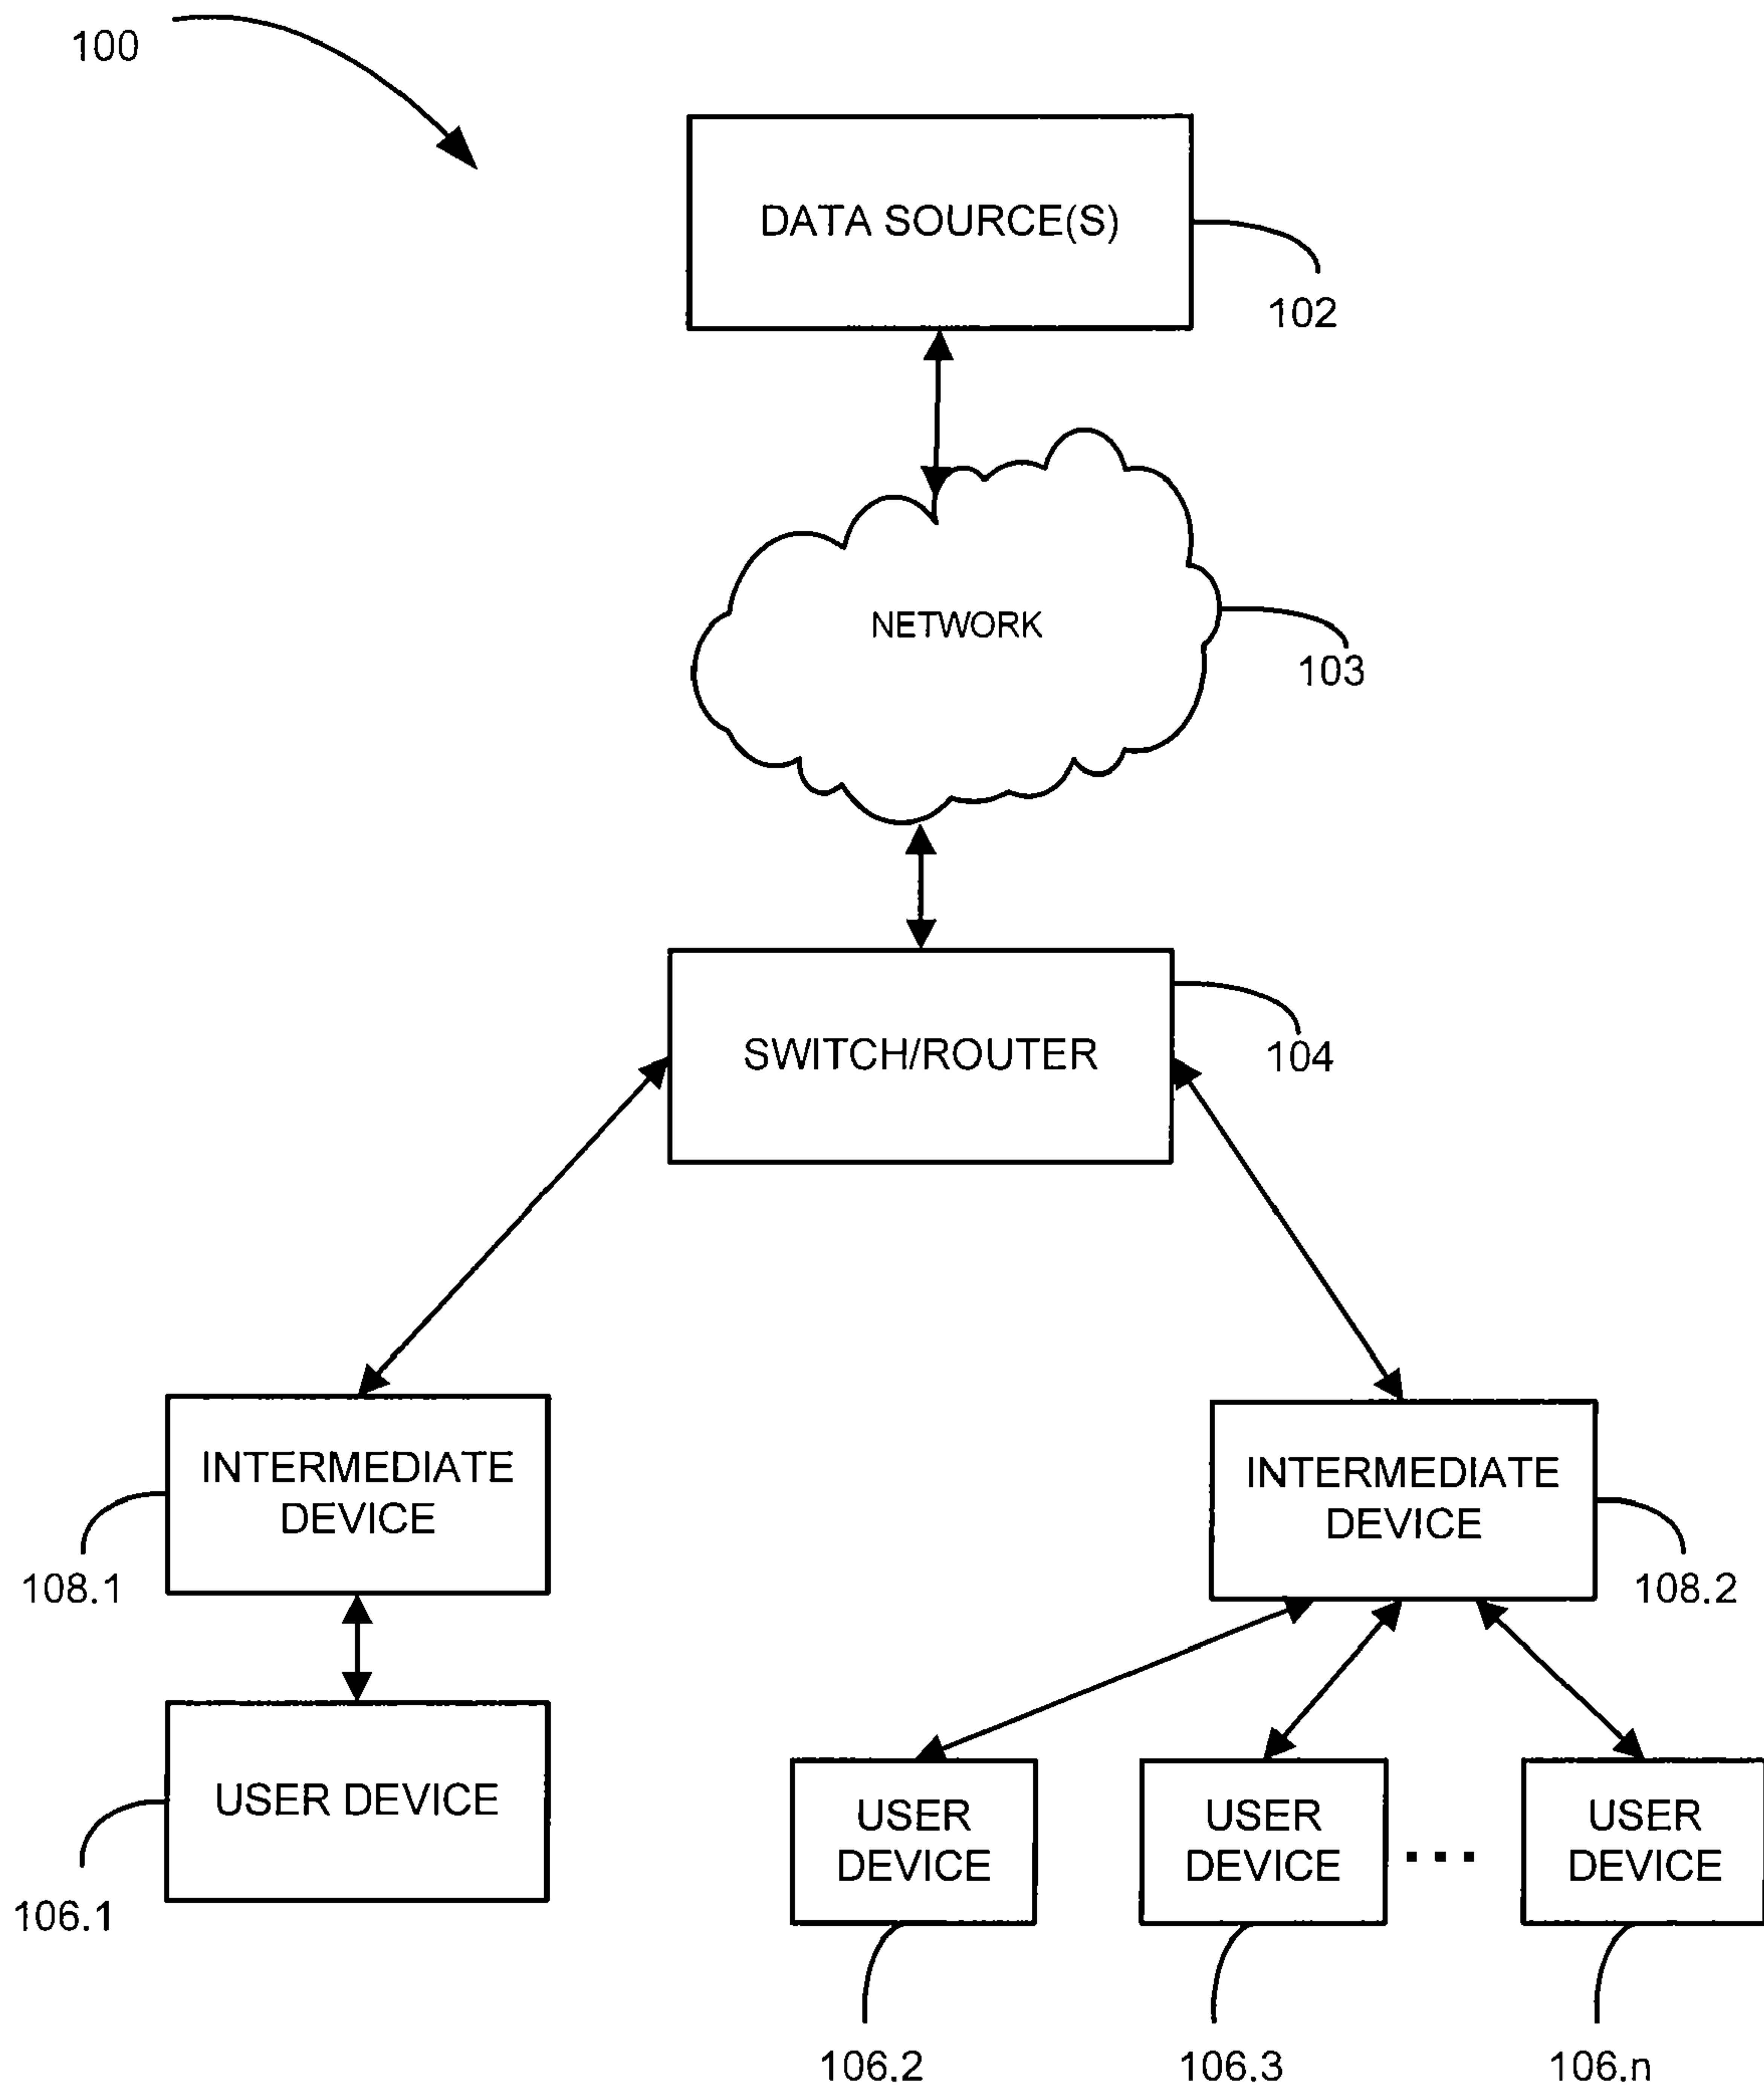 100
DATA SOURCE(S)
102
NETWORK
103
SWITCH/ROUTER
104
INTERMEDIATE
DEVICE
108.1
INTERMEDIATE
DEVICE
108.2
USER DEVICE
106.1
USER
DEVICE
USER
DEVICE
...
USER
DEVICE
106.2
106.3
106.n